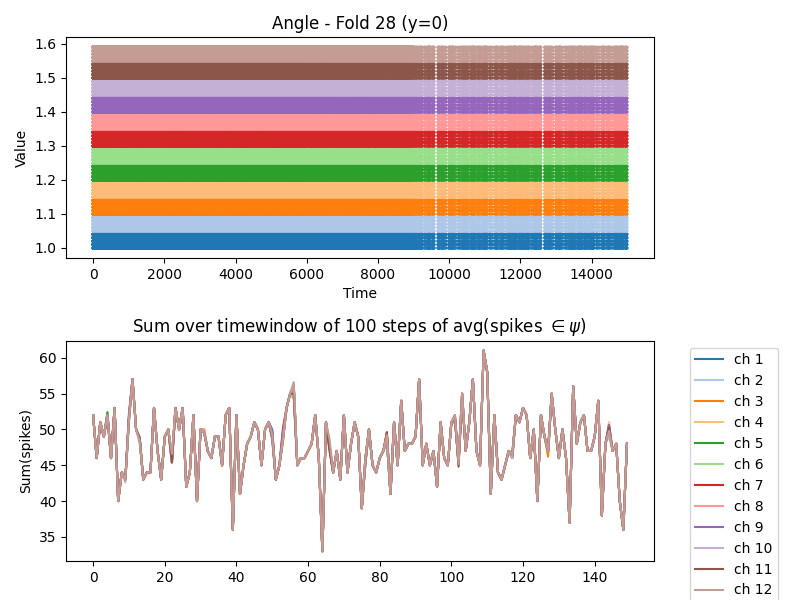 Angle - Fold 28 (y=0)
1.6
1.5
1.4
1.3
1.2
1.1
1.0
Value
0 2000 4000 6000 8000 10000 12000 14000
Time
Sum over timewindow of 100 steps of avg(spikes ∈ ψ)
60
55
50
45
40
35
Sum(spikes)
0 20 40 60 80 100 120 140
ch 1
ch 2
ch 3
ch 4
ch 5
ch 6
ch 7
ch 8
ch 9
ch 10
ch 11
ch 12